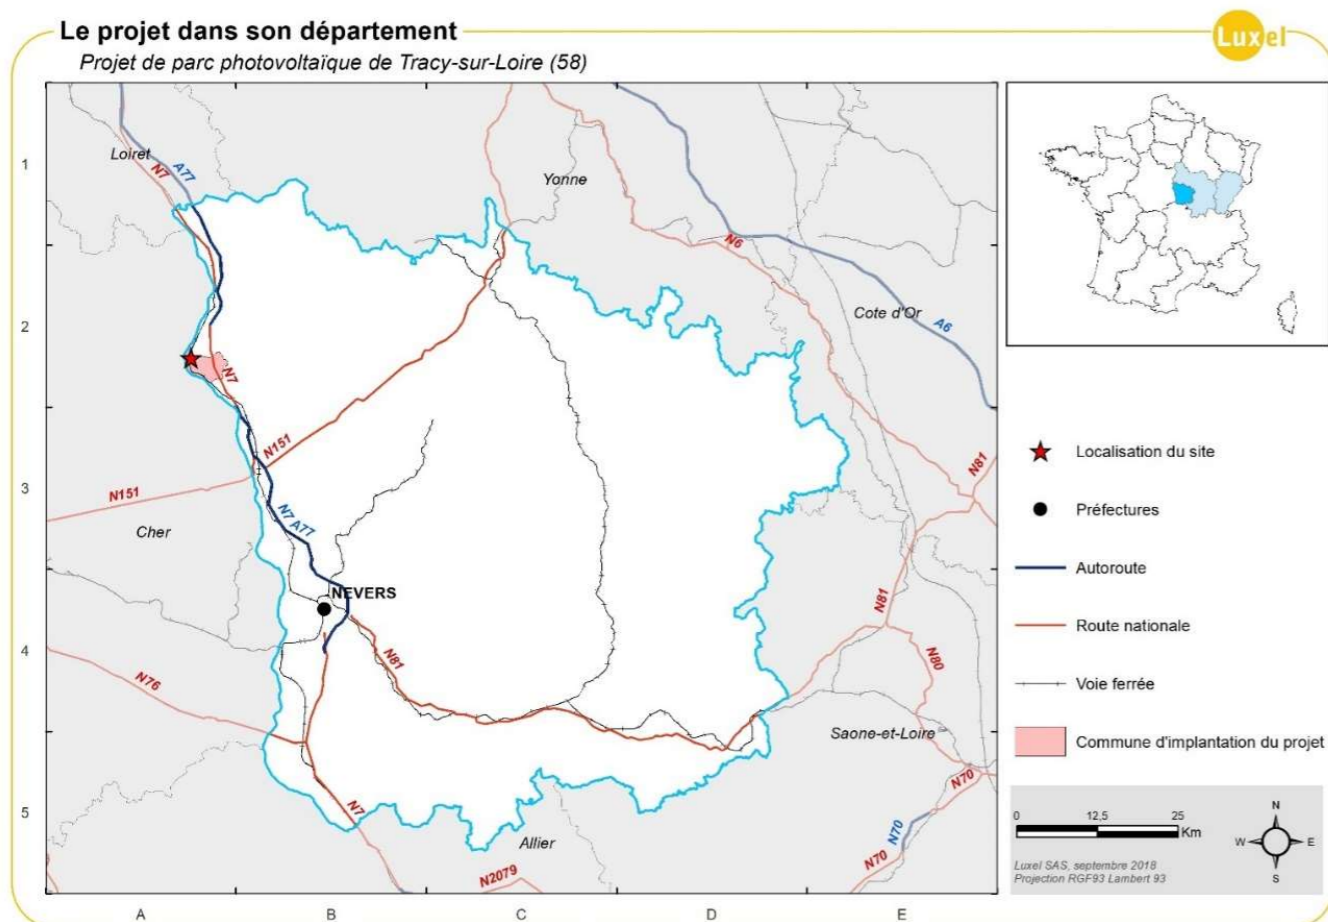 Le projet dans son département
Projet de parc photovoltaïque de Tracy-sur-Loire (58)
Luxel
1
2
3
4
5
A
B
C
D
E
Loiret
N7
A77
Yonne
N6
Cote d'Or
A6
N7
N151
N151
Cher
N7 A77
N81
NEVERS
N81
N81
N80
N76
Saone-et-Loire
N7
Allier
N2079
N70
N70
N70
Localisation du site
Préfectures
Autoroute
Route nationale
Voie ferrée
Commune d'implantation du projet
0 12,5 25
Km
N
W E
S
Luxel SAS, septembre 2018
Projection RGF93 Lambert 93